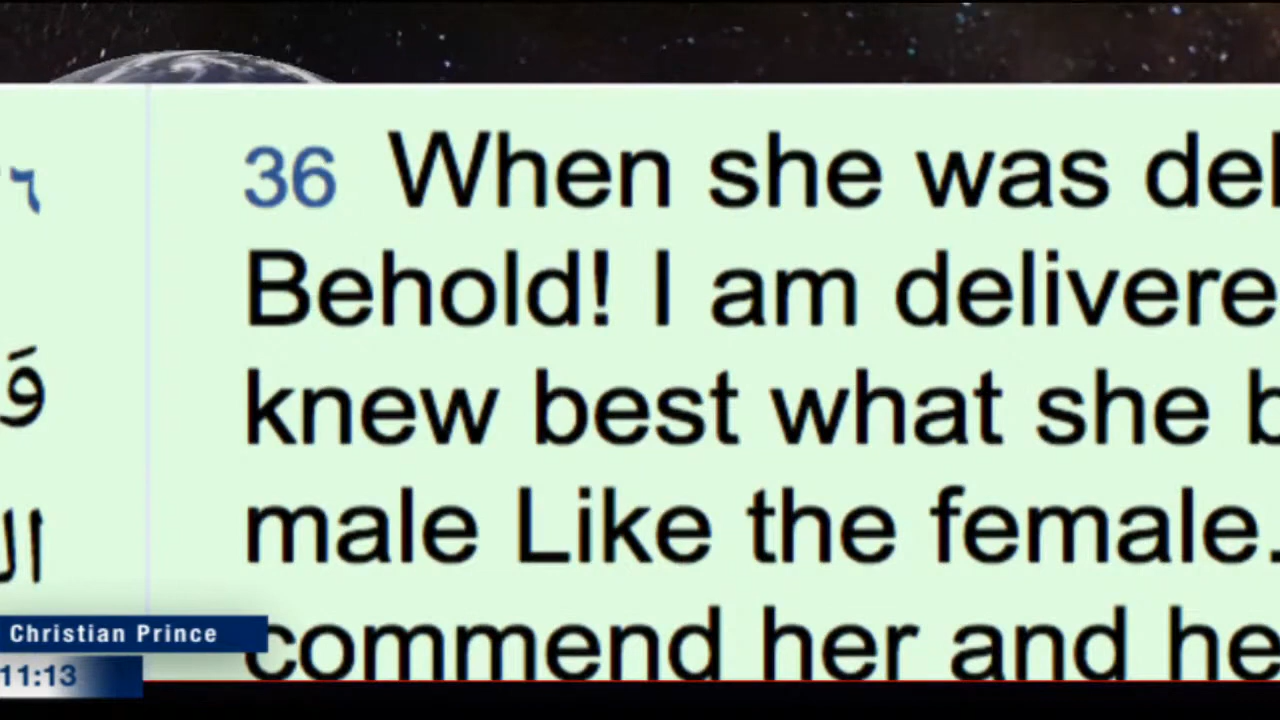 36 When she was del
Behold! I am delivere
knew best what she b
male Like the female.
commend her and he
Christian Prince
11:13